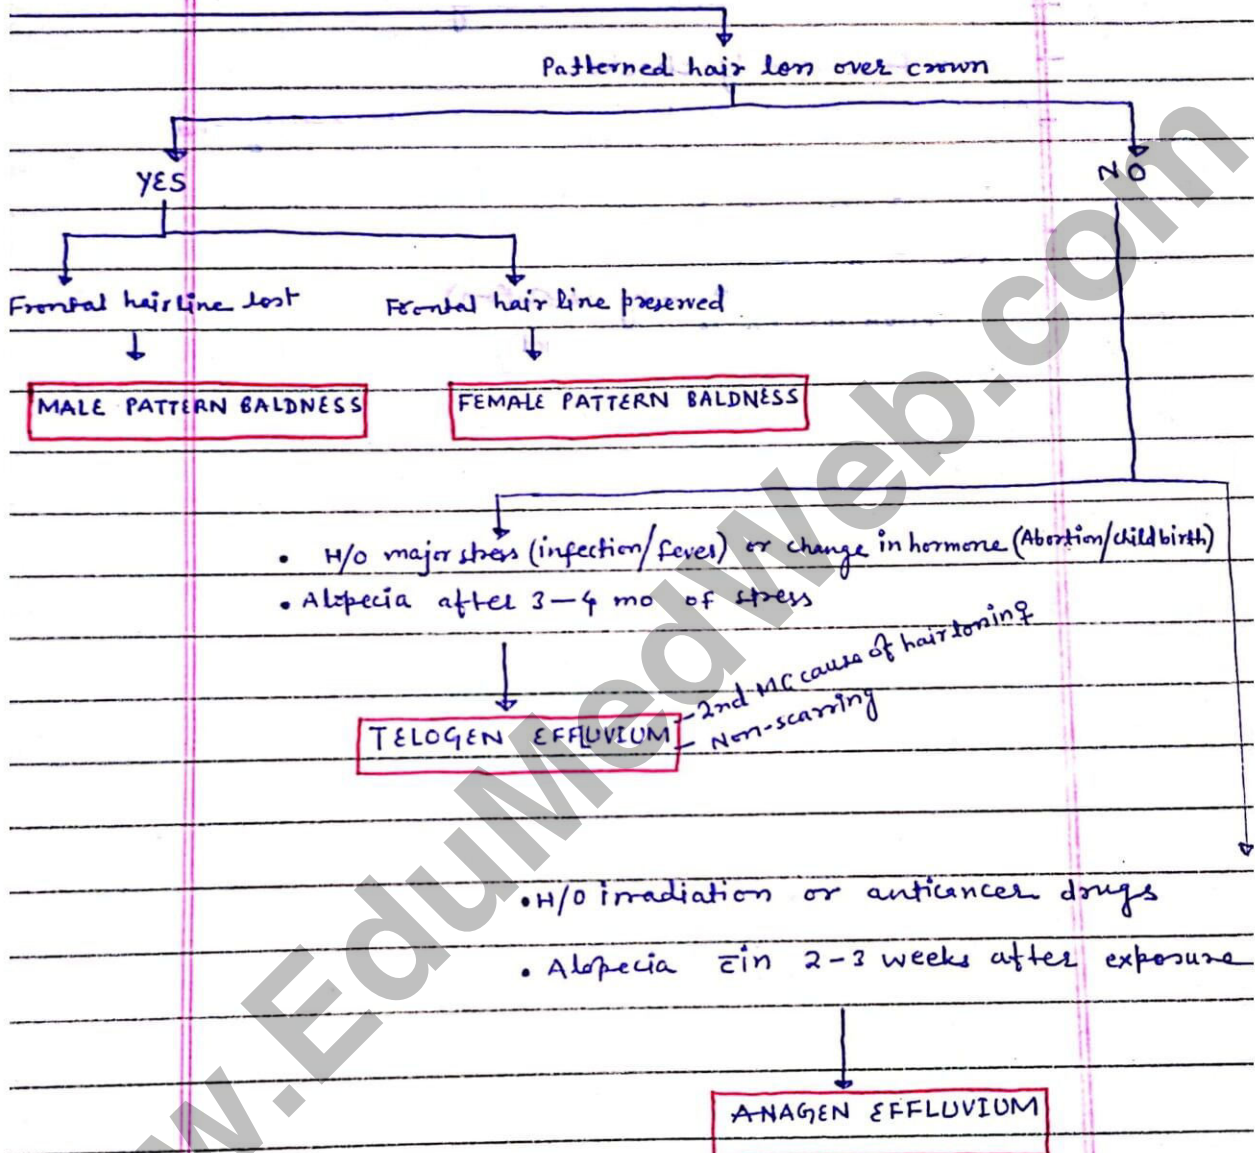 Patterned hair loss over crown
YES
NO
Frontal hairline lost
Frontal hair line preserved
MALE PATTERN BALDNESS
FEMALE PATTERN BALDNESS
• H/O major stress (infection/fever) or change in hormone (Abortion/childbirth)
• Alopecia after 3-4 mo of stress
TELOGEN EFFLUVIUM
- 2nd MC cause of hair loss in ♀
- Non-scarring
• H/O irradiation or anticancer drugs
• Alopecia c̄in 2-3 weeks after exposure
ANAGEN EFFLUVIUM
w.EduMedWeb.com